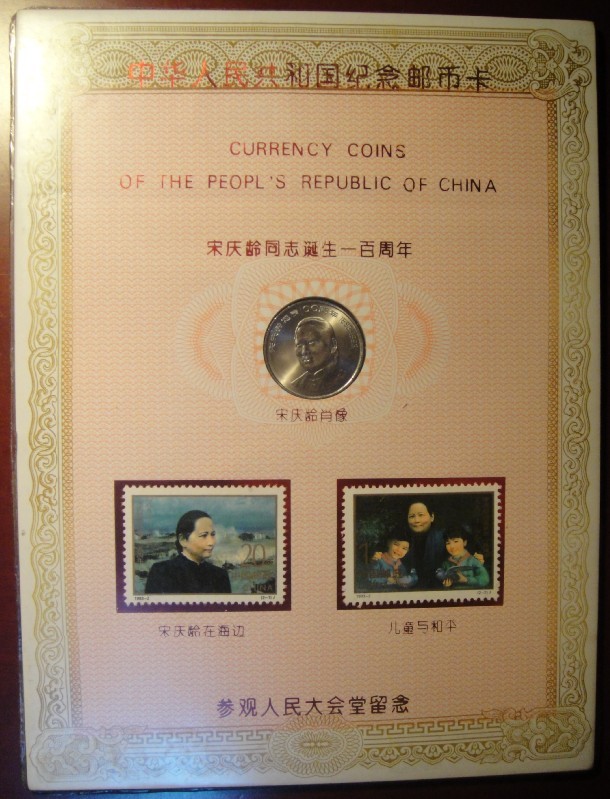 中华人民共和国纪念邮币卡
CURRENCY COINS
OF THE PEOPL'S REPUBLIC OF CHINA
宋庆龄同志诞生一百周年
宋庆龄肖像
20
宋庆龄在海边
儿童与和平
参观人民大会堂留念